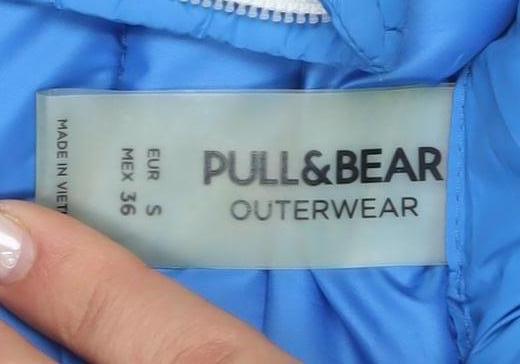 PULL&BEAR
OUTERWEAR
EUR S
MEX 36
MADE IN